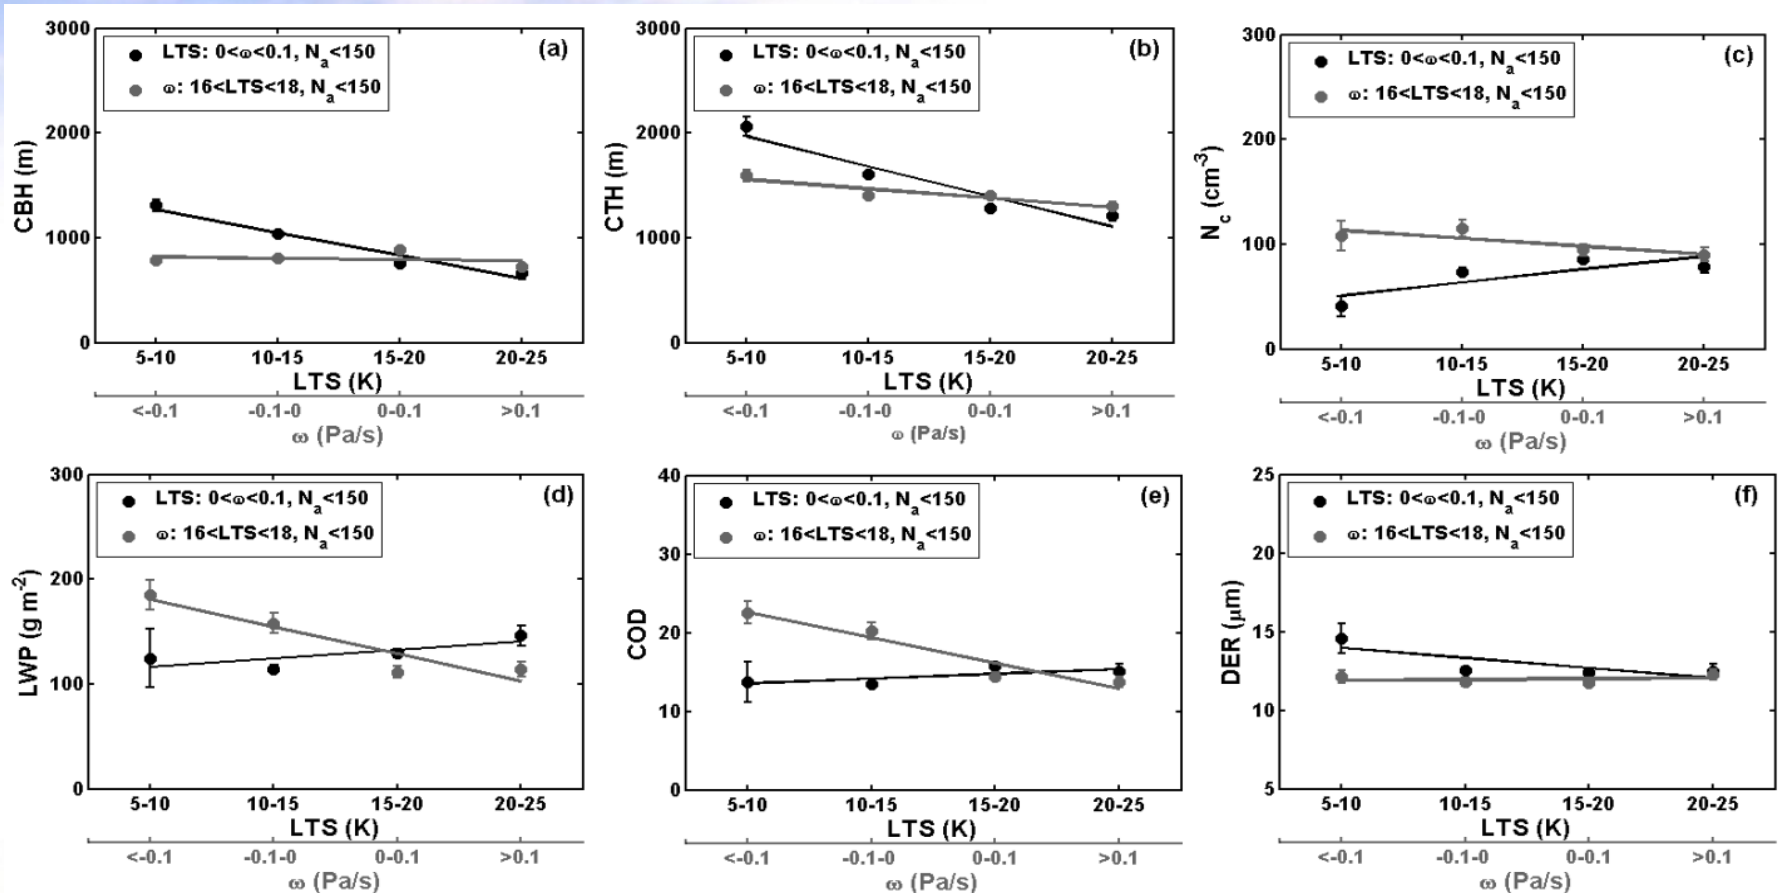 3000
2000
1000
0
CBH (m)
LTS: 0<ω<0.1, Na<150
ω: 16<LTS<18, Na<150
(a)
5-10 10-15 15-20 20-25
LTS (K)
<-0.1 -0.1-0 0-0.1 >0.1
ω (Pa/s)
3000
2000
1000
0
CTH (m)
LTS: 0<ω<0.1, Na<150
ω: 16<LTS<18, Na<150
(b)
5-10 10-15 15-20 20-25
LTS (K)
<-0.1 -0.1-0 0-0.1 >0.1
ω (Pa/s)
300
200
100
0
Nc (cm-3)
LTS: 0<ω<0.1, Na<150
ω: 16<LTS<18, Na<150
(c)
5-10 10-15 15-20 20-25
LTS (K)
<-0.1 -0.1-0 0-0.1 >0.1
ω (Pa/s)
300
200
100
0
LWP (g m-2)
LTS: 0<ω<0.1, Na<150
ω: 16<LTS<18, Na<150
(d)
5-10 10-15 15-20 20-25
LTS (K)
<-0.1 -0.1-0 0-0.1 >0.1
ω (Pa/s)
40
30
20
10
0
COD
LTS: 0<ω<0.1, Na<150
ω: 16<LTS<18, Na<150
(e)
5-10 10-15 15-20 20-25
LTS (K)
<-0.1 -0.1-0 0-0.1 >0.1
ω (Pa/s)
25
20
15
10
5
DER (μm)
LTS: 0<ω<0.1, Na<150
ω: 16<LTS<18, Na<150
(f)
5-10 10-15 15-20 20-25
LTS (K)
<-0.1 -0.1-0 0-0.1 >0.1
ω (Pa/s)